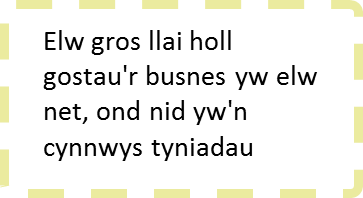 Elw gros llai holl
gostau'r busnes yw elw
net, ond nid yw'n
cynnwys tyniadau